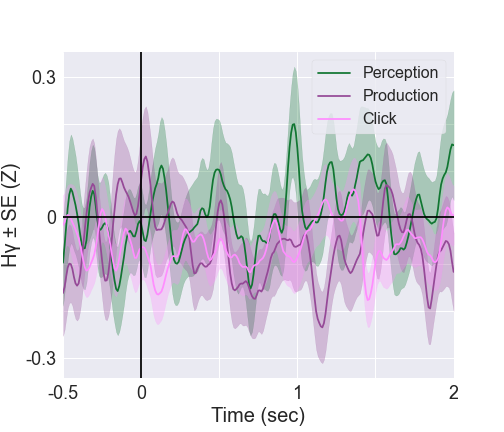 Perception
Production
Click
Hγ ± SE (Z)
0.3
0
-0.3
-0.5
0
1
2
Time (sec)